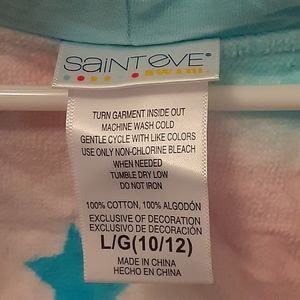 SAINTEVE®
SWIM
TURN GARMENT INSIDE OUT
MACHINE WASH COLD
GENTLE CYCLE WITH LIKE COLORS
USE ONLY NON-CHLORINE BLEACH
WHEN NEEDED
TUMBLE DRY LOW
DO NOT IRON
100% COTTON, 100% ALGODÓN
EXCLUSIVE OF DECORATION
EXCLUSIVO DE DECORACIÓN
L/G(10/12)
MADE IN CHINA
HECHO EN CHINA